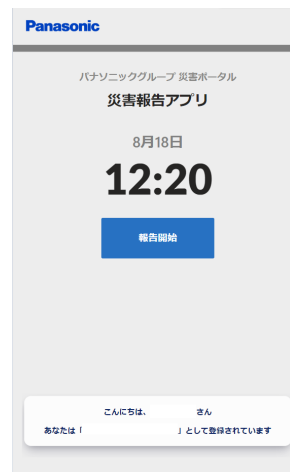 Panasonic
パナソニックグループ 災害ポータル
災害報告アプリ
8月18日
12:20
報告開始
こんにちは、 さん
あなたは「 」として登録されています